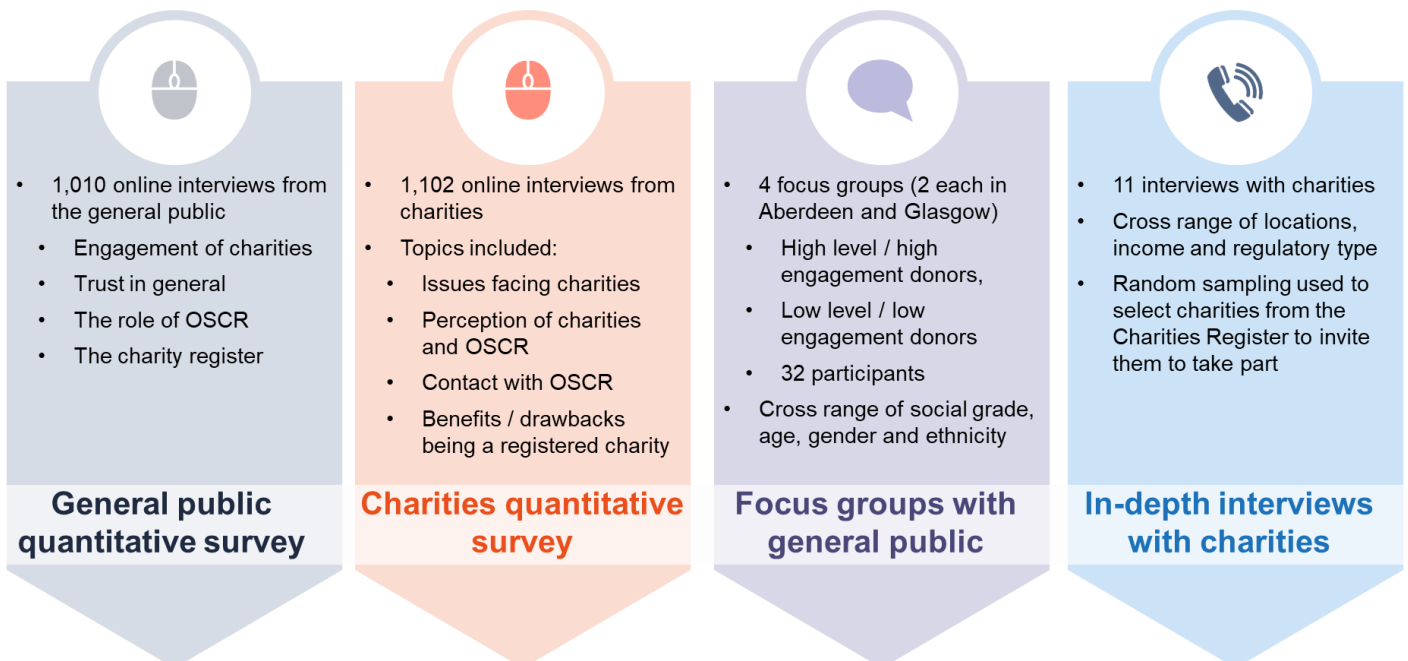 • 1,010 online interviews from
the general public
• Engagement of charities
• Trust in general
• The role of OSCR
• The charity register
General public
quantitative survey
• 1,102 online interviews from
charities
• Topics included:
• Issues facing charities
• Perception of charities
and OSCR
• Contact with OSCR
• Benefits / drawbacks
being a registered charity
Charities quantitative
survey
• 4 focus groups (2 each in
Aberdeen and Glasgow)
• High level / high
engagement donors,
• Low level / low
engagement donors
• 32 participants
• Cross range of social grade,
age, gender and ethnicity
Focus groups with
general public
• 11 interviews with charities
• Cross range of locations,
income and regulatory type
• Random sampling used to
select charities from the
Charities Register to invite
them to take part
In-depth interviews
with charities